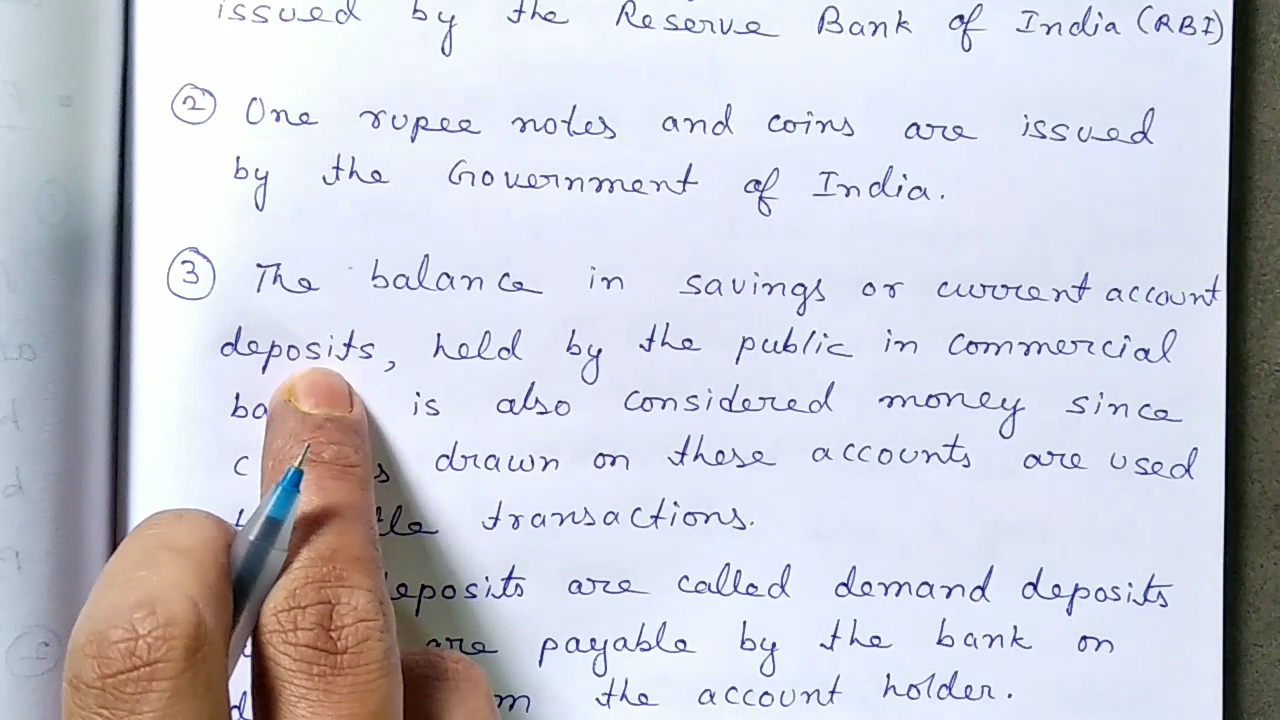 issued by the Reserve Bank of India (RBI)
② One rupee notes and coins are issued
by the Government of India.
③ The balance in savings or current account
deposits, held by the public in commercial
is also considered money since
drawn on these accounts are used
transactions.
deposits are called demand deposits
are payable by the bank on
the account holder.